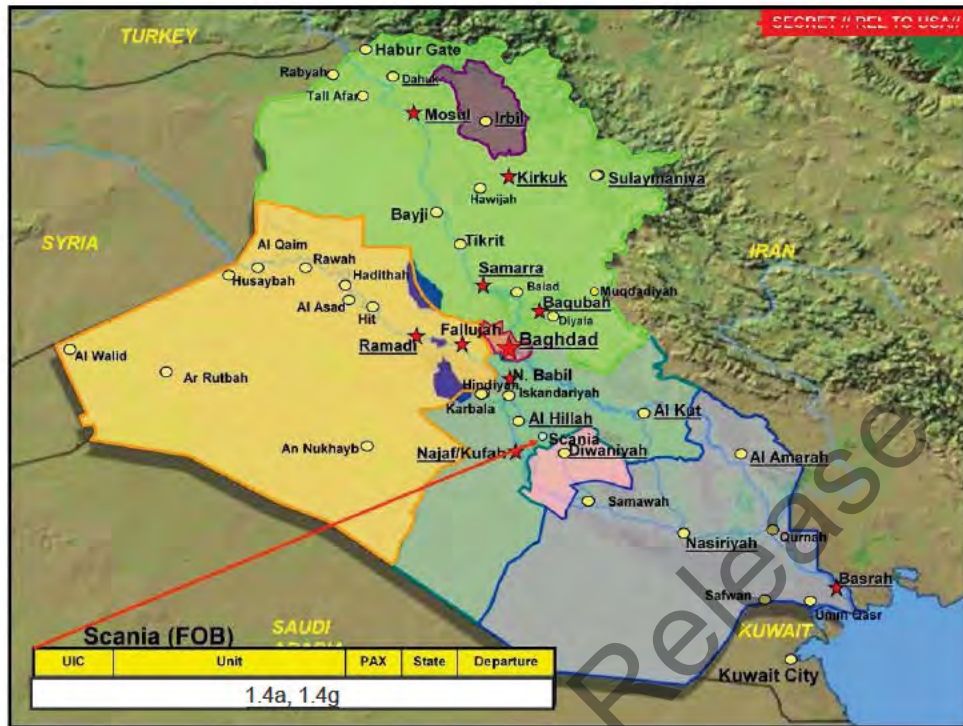 SECRET // REL TO USA//
TURKEY
Habur Gate
Rabyah
Dahuk
Tall Afar
Mosul
Irbil
Kirkuk
Sulaymaniya
Hawijah
Bayji
SYRIA
Tikrit
IRAN
Al Qaim
Rawah
Husaybah
Hadithah
Samarra
Balad
Muqdadiyah
Al Asad
Hit
Baqubah
Diyala
Fallujah
Ramadi
Baghdad
Al Walid
Ar Rutbah
N. Babil
Hindiyah
Iskandariyah
Karbala
Al Hillah
Al Kut
Scania
An Nukhayb
Najaf/Kufah
Diwaniyah
Al Amarah
Samawah
Qurnah
Nasiriyah
Basrah
Safwan
Umm Qasr
Scania (FOB)
SAUDI
ARABIA
KUWAIT
UIC Unit PAX State Departure
Kuwait City
1.4a, 1.4g
Release